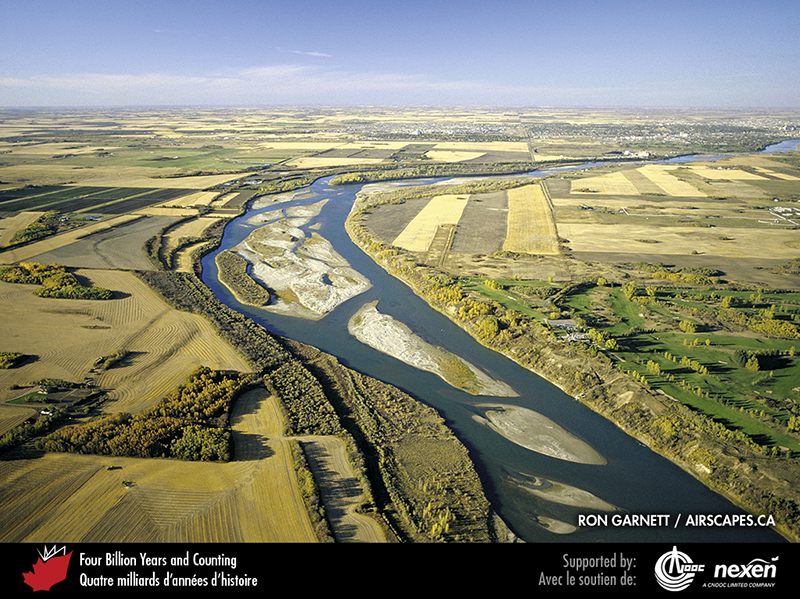 RON GARNETT / AIRSCAPES.CA
Four Billion Years and Counting
Quatre milliards d'années d'histoire
Supported by:
Avec le soutien de:
CNOOC
nexen
A CNOOC LIMITED COMPANY